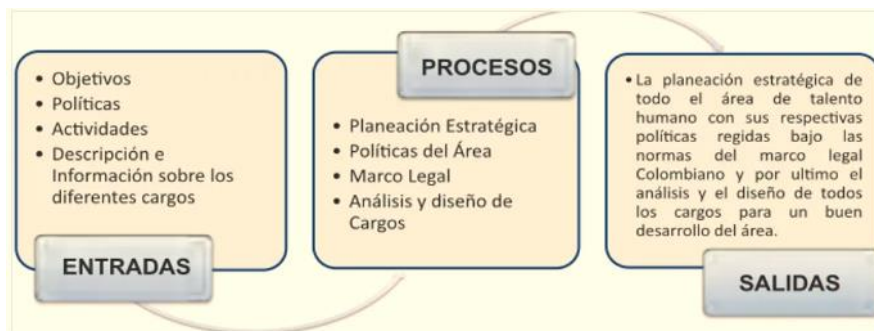 • Objetivos
• Políticas
• Actividades
• Descripción e
Información sobre los
diferentes cargos
ENTRADAS
PROCESOS
• Planeación Estratégica
• Políticas del Área
• Marco Legal
• Análisis y diseño de
Cargos
• La planeación estratégica de
todo el área de talento
humano con sus respectivas
políticas regidas bajo las
normas del marco legal
Colombiano y por ultimo el
análisis y el diseño de todos
los cargos para un buen
desarrollo del área.
SALIDAS